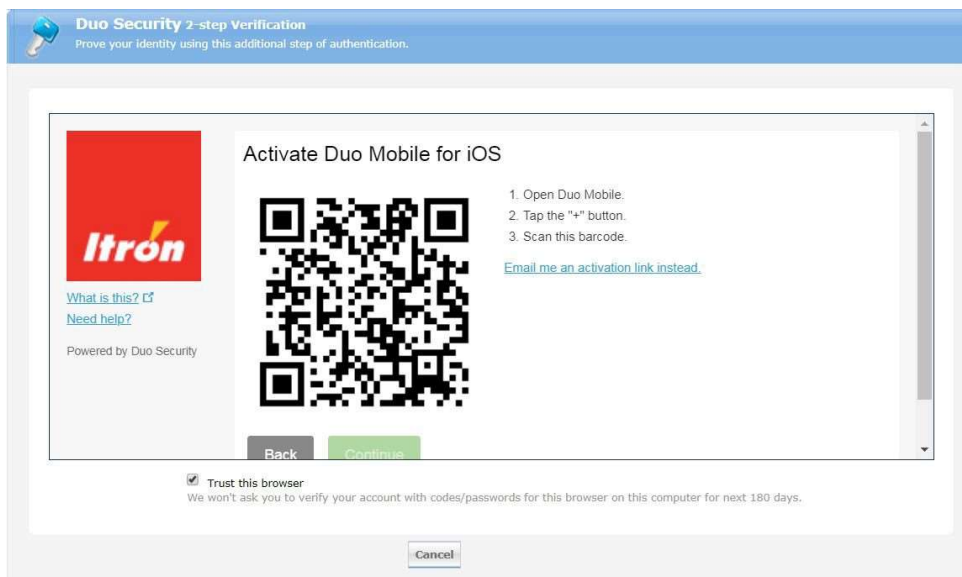 Duo Security 2-step Verification
Prove your identity using this additional step of authentication.
Itrón
What is this?
Need help?
Powered by Duo Security
Activate Duo Mobile for iOS
1. Open Duo Mobile.
2. Tap the "+" button.
3. Scan this barcode.
Email me an activation link instead.
Back
Continue
Trust this browser
We won't ask you to verify your account with codes/passwords for this browser on this computer for next 180 days.
Cancel